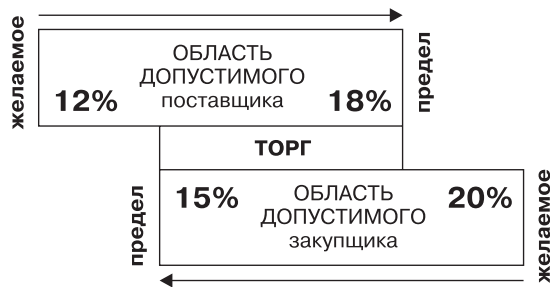 желаемое
ОБЛАСТЬ
ДОПУСТИМОГО
поставщика
12%
18%
предел
ТОРГ
предел
15%
ОБЛАСТЬ
ДОПУСТИМОГО
закупщика
20%
желаемое